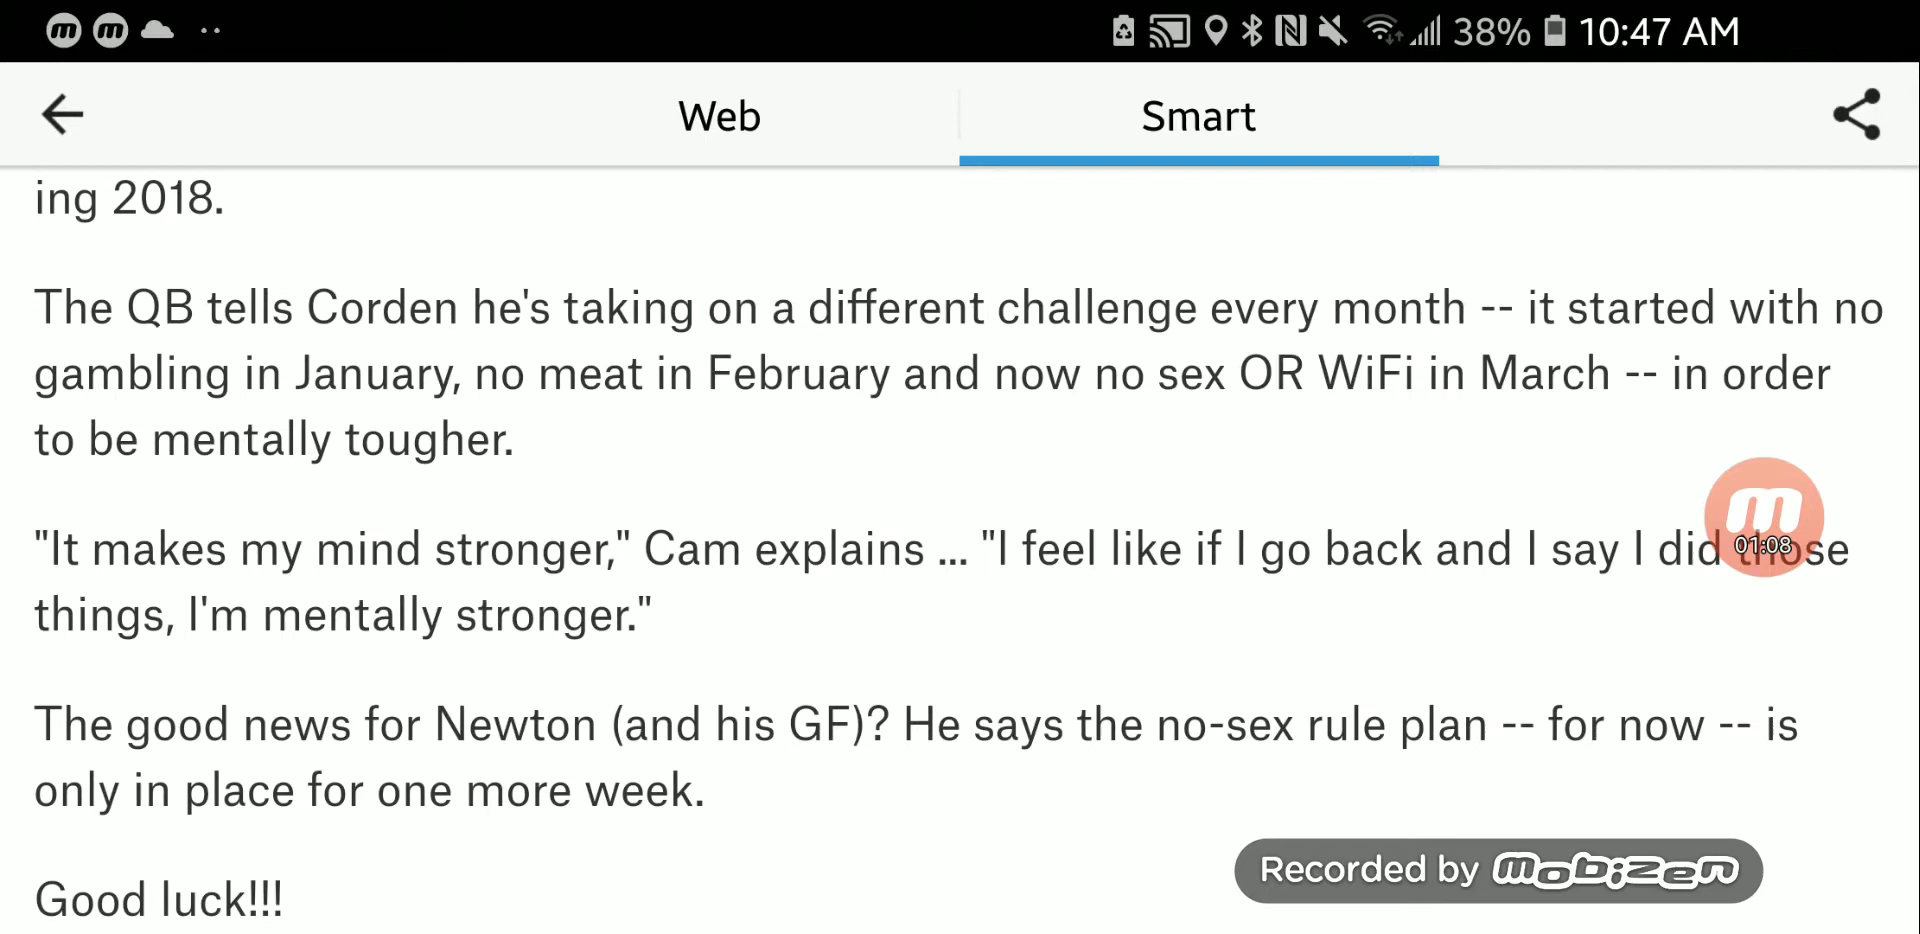 38% 10:47 AM
Web Smart
ing 2018.
The QB tells Corden he's taking on a different challenge every month -- it started with no
gambling in January, no meat in February and now no sex OR WiFi in March -- in order
to be mentally tougher.
"It makes my mind stronger," Cam explains ... "I feel like if I go back and I say I did those
01:08
things, I'm mentally stronger."
The good news for Newton (and his GF)? He says the no-sex rule plan -- for now -- is
only in place for one more week.
Recorded by mobizen
Good luck!!!